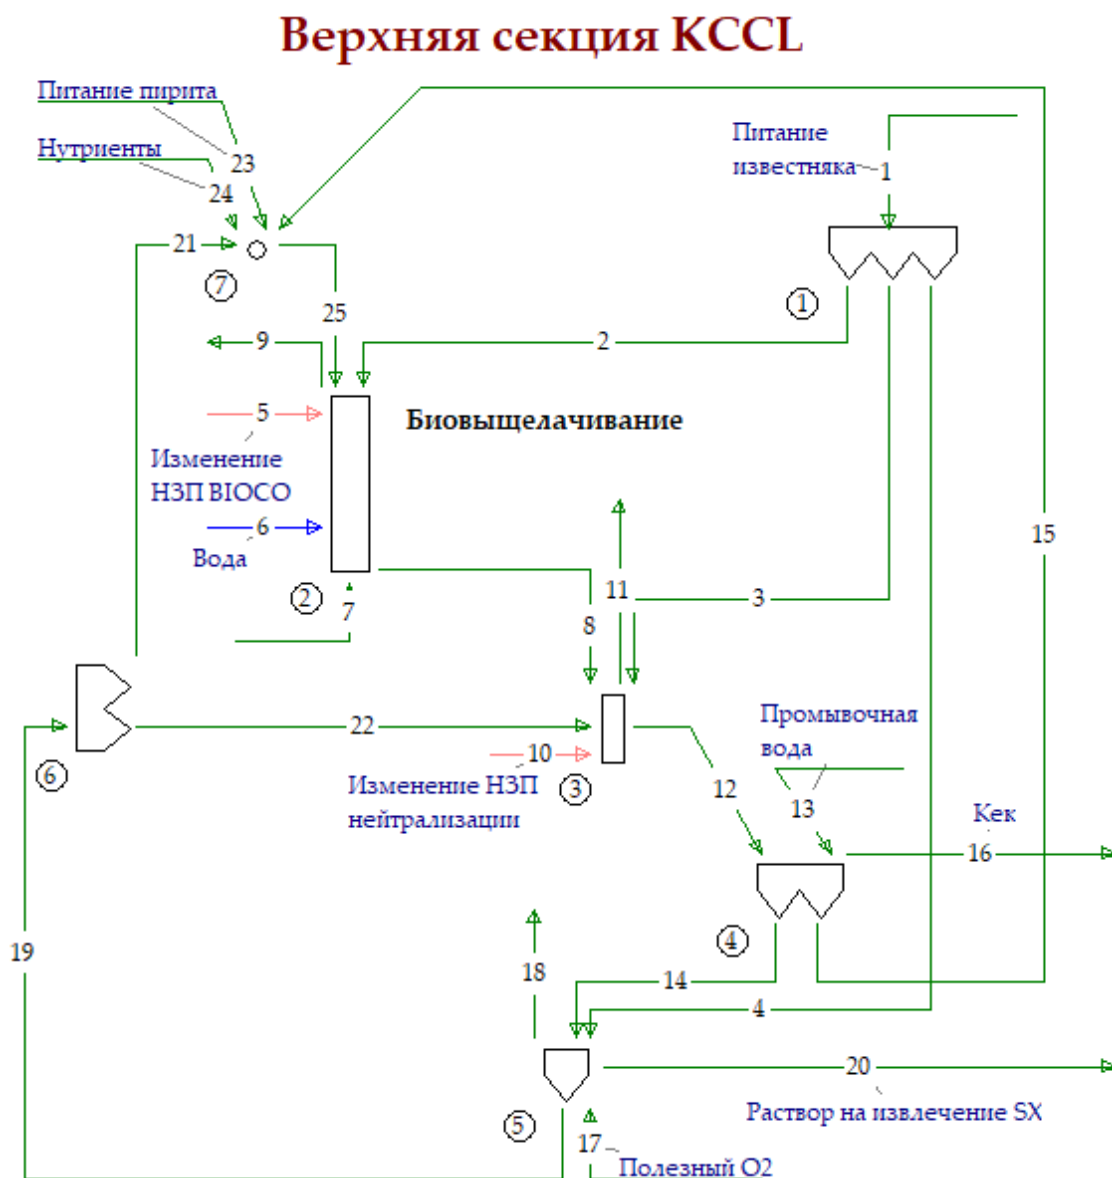 Верхняя секция KCCL
Питание пирита
Нутриенты
23
24
21
7
25
9
2
5
Изменение
НЗП BIOCO
6
Вода
2
7
Биовыщелачивание
Питание
известняка
1
1
15
11
3
8
22
6
10
Изменение НЗП
нейтрализации
3
Промывочная
вода
12
13
Кек
16
4
19
18
14
4
20
Раствор на извлечение SX
5
17
Полезный O2